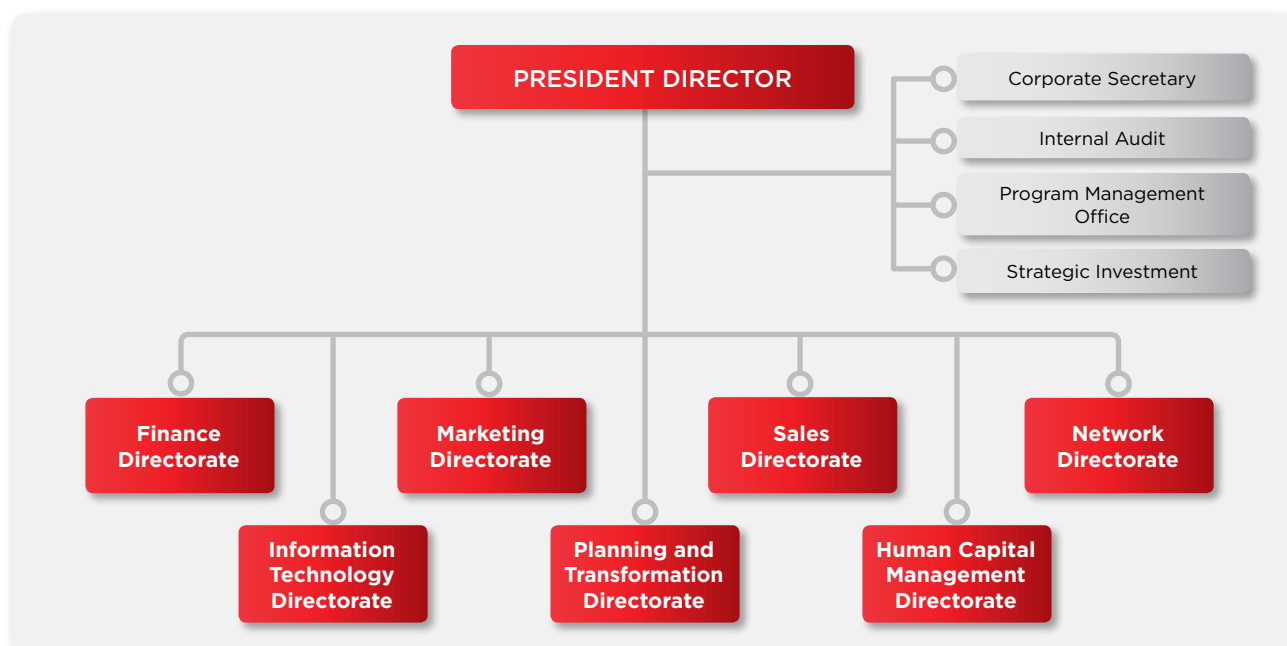 PRESIDENT DIRECTOR
Corporate Secretary
Internal Audit
Program Management
Office
Strategic Investment
Finance
Directorate
Marketing
Directorate
Sales
Directorate
Network
Directorate
Information
Technology
Directorate
Planning and
Transformation
Directorate
Human Capital
Management
Directorate